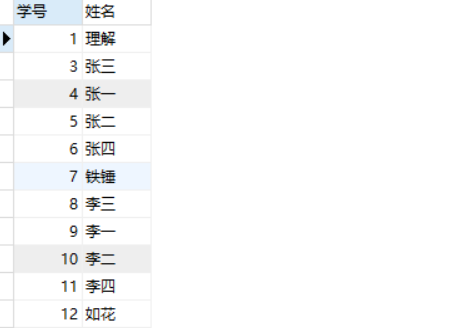 学号 姓名
1 理解
3 张三
4 张一
5 张二
6 张四
7 铁锤
8 李三
9 李一
10 李二
11 李四
12 如花